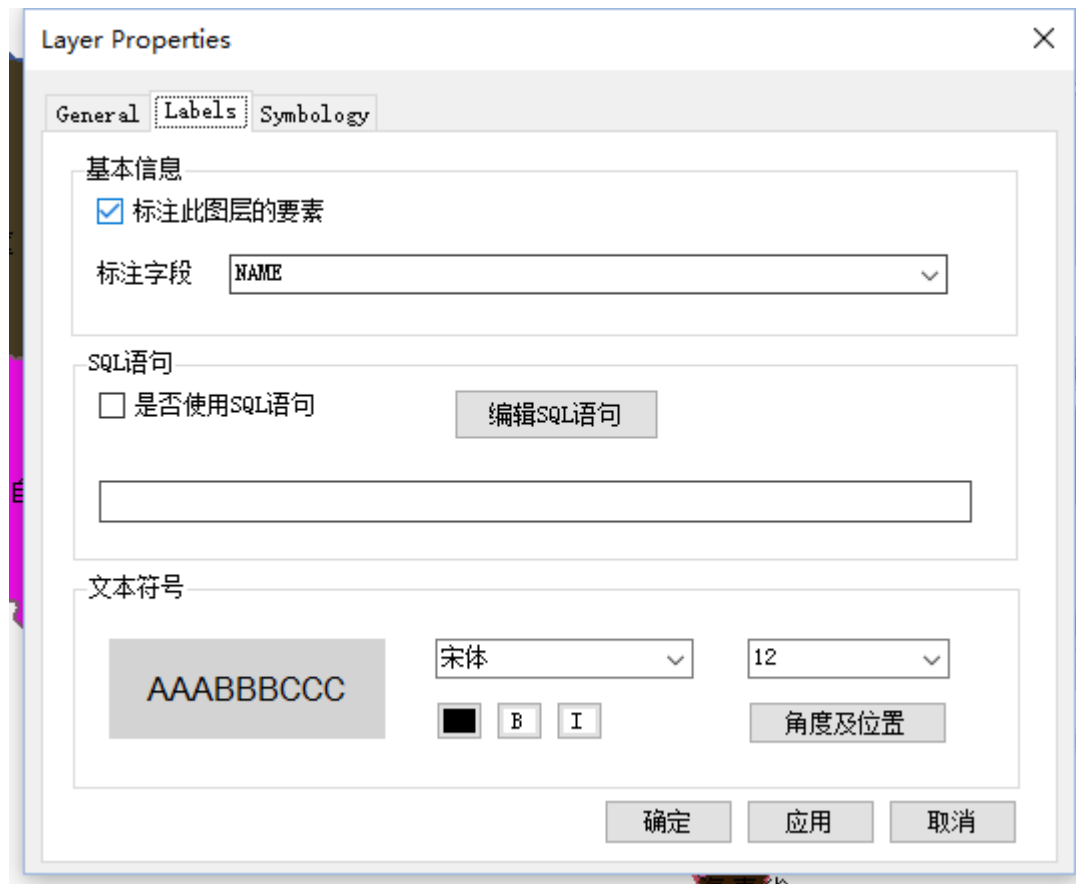 Layer Properties
General Labels Symbology
基本信息
标注此图层的要素
标注字段 NAME
SQL语句
是否使用SQL语句 编辑SQL语句
文本符号
AAABBBCCC 宋体 12
B I 角度及位置
确定 应用 取消